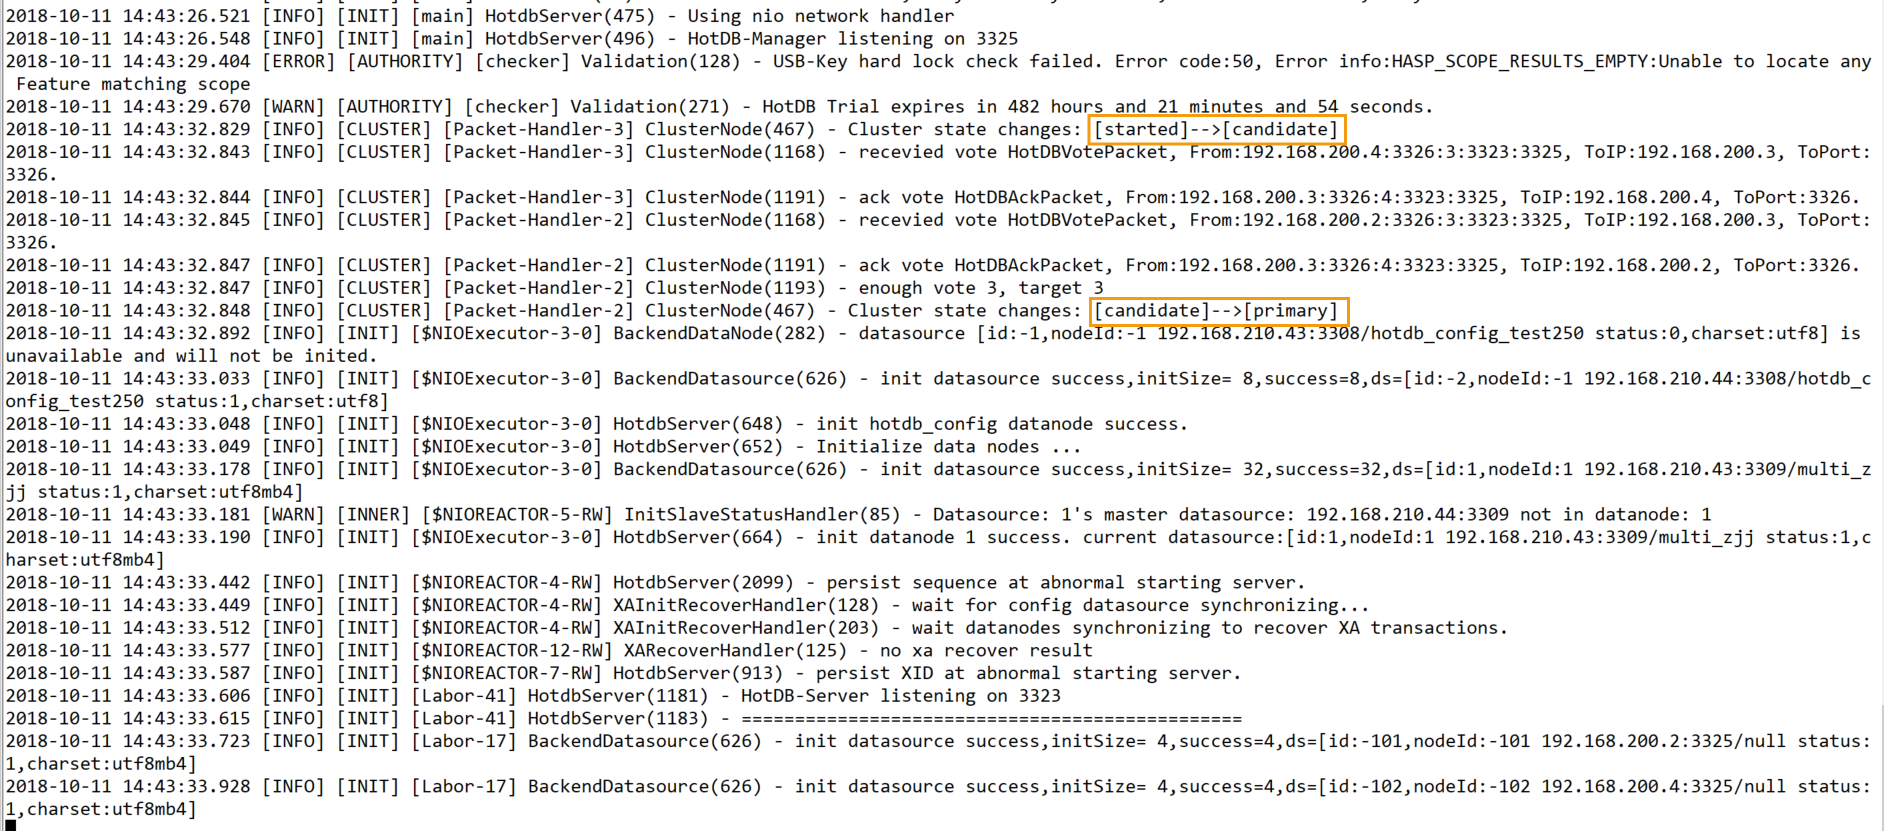 2018-10-11 14:43:26.521 [INFO] [INIT] [main] HotdbServer(475) - Using nio network handler
2018-10-11 14:43:26.548 [INFO] [INIT] [main] HotdbServer(496) - HotDB-Manager listening on 3325
2018-10-11 14:43:29.404 [ERROR] [AUTHORITY] [checker] Validation(128) - USB-Key hard lock check failed. Error code:50, Error info:HASP_SCOPE_RESULTS_EMPTY:Unable to locate any
 Feature matching scope
2018-10-11 14:43:29.670 [WARN] [AUTHORITY] [checker] Validation(271) - HotDB Trial expires in 482 hours and 21 minutes and 54 seconds.
2018-10-11 14:43:32.829 [INFO] [CLUSTER] [Packet-Handler-3] ClusterNode(467) - Cluster state changes: [started]-->[candidate]
2018-10-11 14:43:32.843 [INFO] [CLUSTER] [Packet-Handler-3] ClusterNode(1168) - recevied vote HotDBVotePacket, From:192.168.200.4:3326:3:3323:3325, ToIP:192.168.200.3, ToPort:
3326.
2018-10-11 14:43:32.844 [INFO] [CLUSTER] [Packet-Handler-3] ClusterNode(1191) - ack vote HotDBAckPacket, From:192.168.200.3:3326:4:3323:3325, ToIP:192.168.200.4, ToPort:3326.
2018-10-11 14:43:32.845 [INFO] [CLUSTER] [Packet-Handler-2] ClusterNode(1168) - recevied vote HotDBVotePacket, From:192.168.200.2:3326:3:3323:3325, ToIP:192.168.200.3, ToPort:
3326.
2018-10-11 14:43:32.847 [INFO] [CLUSTER] [Packet-Handler-2] ClusterNode(1191) - ack vote HotDBAckPacket, From:192.168.200.3:3326:4:3323:3325, ToIP:192.168.200.2, ToPort:3326.
2018-10-11 14:43:32.847 [INFO] [CLUSTER] [Packet-Handler-2] ClusterNode(1193) - enough vote 3, target 3
2018-10-11 14:43:32.848 [INFO] [CLUSTER] [Packet-Handler-2] ClusterNode(467) - Cluster state changes: [candidate]-->[primary]
2018-10-11 14:43:32.892 [INFO] [INIT] [$NIOExecutor-3-0] BackendDataNode(282) - datasource [id:-1,nodeId:-1 192.168.210.43:3308/hotdb_config_test250 status:0,charset:utf8] is
unavailable and will not be inited.
2018-10-11 14:43:33.033 [INFO] [INIT] [$NIOExecutor-3-0] BackendDatasource(626) - init datasource success,initSize= 8,success=8,ds=[id:-2,nodeId:-1 192.168.210.44:3308/hotdb_c
onfig_test250 status:1,charset:utf8]
2018-10-11 14:43:33.048 [INFO] [INIT] [$NIOExecutor-3-0] HotdbServer(648) - init hotdb_config datanode success.
2018-10-11 14:43:33.049 [INFO] [INIT] [$NIOExecutor-3-0] HotdbServer(652) - Initialize data nodes ...
2018-10-11 14:43:33.178 [INFO] [INIT] [$NIOExecutor-3-0] BackendDatasource(626) - init datasource success,initSize= 32,success=32,ds=[id:1,nodeId:1 192.168.210.43:3309/multi_z
jj status:1,charset:utf8mb4]
2018-10-11 14:43:33.181 [WARN] [INNER] [$NIOREACTOR-5-RW] InitSlaveStatusHandler(85) - Datasource: 1's master datasource: 192.168.210.44:3309 not in datanode: 1
2018-10-11 14:43:33.190 [INFO] [INIT] [$NIOExecutor-3-0] HotdbServer(664) - init datanode 1 success. current datasource:[id:1,nodeId:1 192.168.210.43:3309/multi_zjj status:1,c
harset:utf8mb4]
2018-10-11 14:43:33.442 [INFO] [INIT] [$NIOREACTOR-4-RW] HotdbServer(2099) - persist sequence at abnormal starting server.
2018-10-11 14:43:33.449 [INFO] [INIT] [$NIOREACTOR-4-RW] XAInitRecoverHandler(128) - wait for config datasource synchronizing...
2018-10-11 14:43:33.512 [INFO] [INIT] [$NIOREACTOR-4-RW] XAInitRecoverHandler(203) - wait datanodes synchronizing to recover XA transactions.
2018-10-11 14:43:33.577 [INFO] [INIT] [$NIOREACTOR-12-RW] XARecoverHandler(125) - no xa recover result
2018-10-11 14:43:33.587 [INFO] [INIT] [$NIOREACTOR-7-RW] HotdbServer(913) - persist XID at abnormal starting server.
2018-10-11 14:43:33.606 [INFO] [INIT] [Labor-41] HotdbServer(1181) - HotDB-Server listening on 3323
2018-10-11 14:43:33.615 [INFO] [INIT] [Labor-41] HotdbServer(1183) - ===============================================
2018-10-11 14:43:33.723 [INFO] [INIT] [Labor-17] BackendDatasource(626) - init datasource success,initSize= 4,success=4,ds=[id:-101,nodeId:-101 192.168.200.2:3325/null status:
1,charset:utf8mb4]
2018-10-11 14:43:33.928 [INFO] [INIT] [Labor-17] BackendDatasource(626) - init datasource success,initSize= 4,success=4,ds=[id:-102,nodeId:-102 192.168.200.4:3325/null status:
1,charset:utf8mb4]